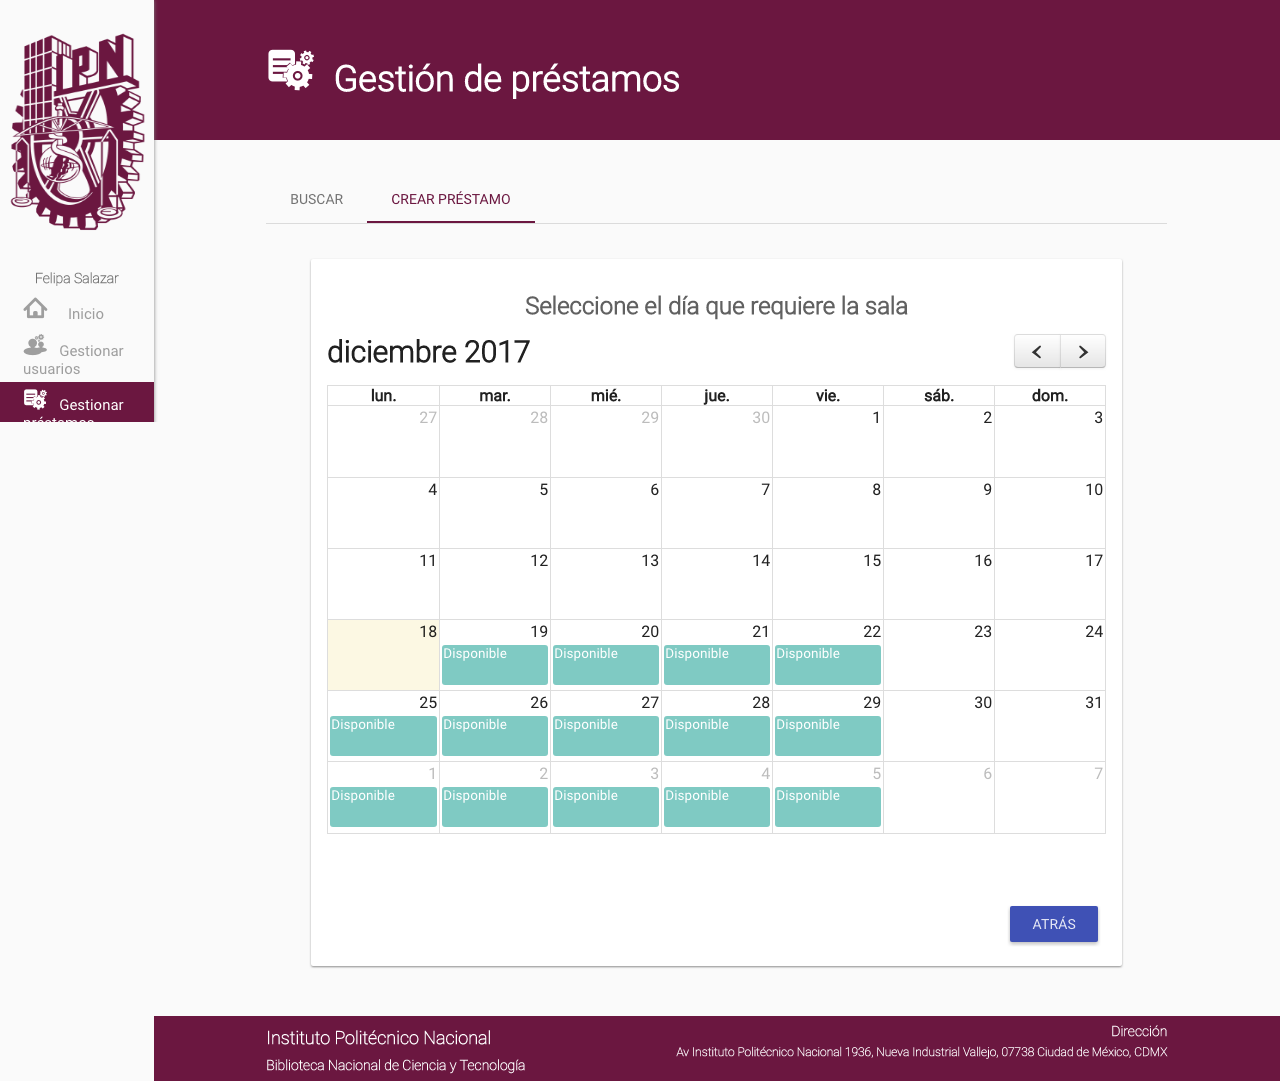 IPN
Gestión de préstamos
Felipa Salazar
Inicio
Gestionar
usuarios
Gestionar
préstamos
BUSCAR CREAR PRÉSTAMO
Seleccione el día que requiere la sala
diciembre 2017
lun. mar. mié. jue. vie. sáb. dom.
27 28 29 30 1 2 3
4 5 6 7 8 9 10
11 12 13 14 15 16 17
18 19 20 21 22 23 24
Disponible Disponible Disponible Disponible
25 26 27 28 29 30 31
Disponible Disponible Disponible Disponible Disponible
1 2 3 4 5 6 7
Disponible Disponible Disponible Disponible Disponible
ATRÁS
Instituto Politécnico Nacional
Biblioteca Nacional de Ciencia y Tecnología
Dirección
Av Instituto Politécnico Nacional 1936, Nueva Industrial Vallejo, 07738 Ciudad de México, CDMX